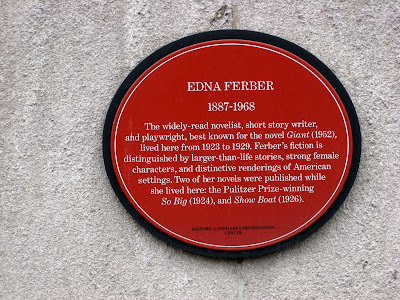 EDNA FERBER
1887-1968
The widely-read novelist, short story writer,
and playwright, best known for the novel Giant (1952),
lived here from 1923 to 1929. Ferber's fiction is
distinguished by larger-than-life stories, strong female
characters, and distinctive renderings of American
settings. Two of her novels were published while
she lived here: the Pulitzer Prize-winning
So Big (1924), and Show Boat (1926).
HISTORIC LANDMARKS PRESERVATION
CENTER